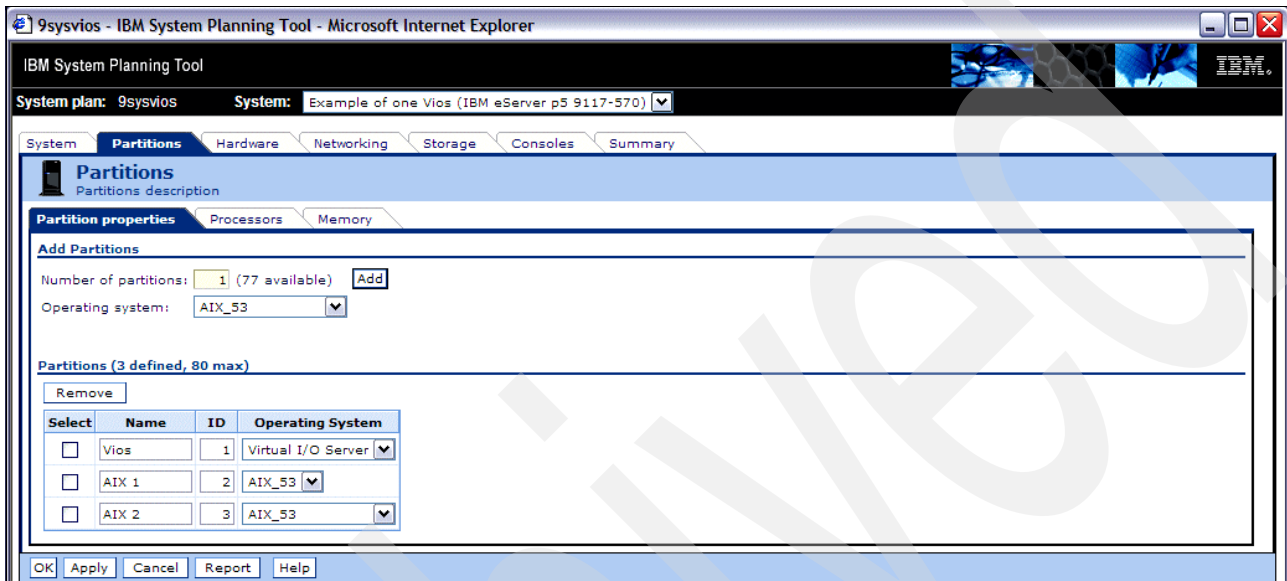 9sysvios - IBM System Planning Tool - Microsoft Internet Explorer
IBM System Planning Tool
IBM.
System plan: 9sysvios System: Example of one Vios (IBM eServer p5 9117-570)
System Partitions Hardware Networking Storage Consoles Summary
Partitions
Partitions description
Partition properties Processors Memory
Add Partitions
Number of partitions: 1 (77 available) Add
Operating system: AIX_53
Partitions (3 defined, 80 max)
Remove
Select Name ID Operating System
Vios 1 Virtual I/O Server
AIX 1 2 AIX_53
AIX 2 3 AIX_53
OK Apply Cancel Report Help